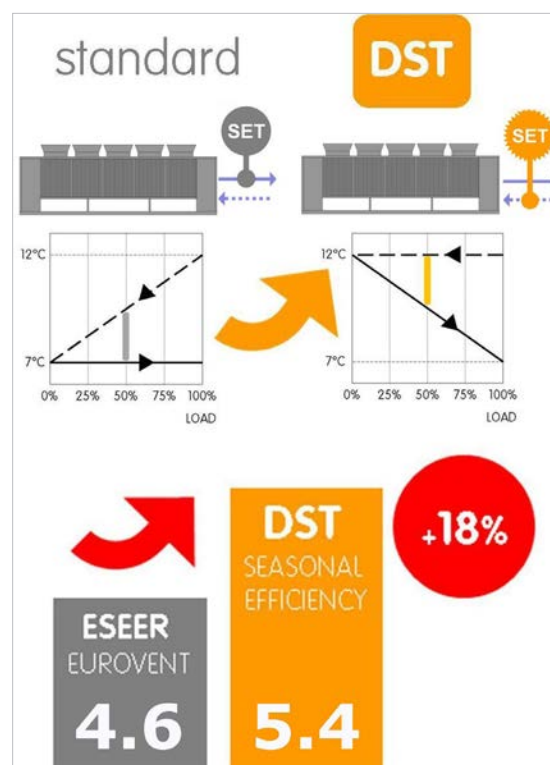 standard
DST
SET
SET
12°C
7°C
0% 25% 50% 75% 100%
LOAD
12°C
7°C
0% 25% 50% 75% 100%
LOAD
ESEER
EUROVENT
4.6
DST
SEASONAL
EFFICIENCY
5.4
+18%